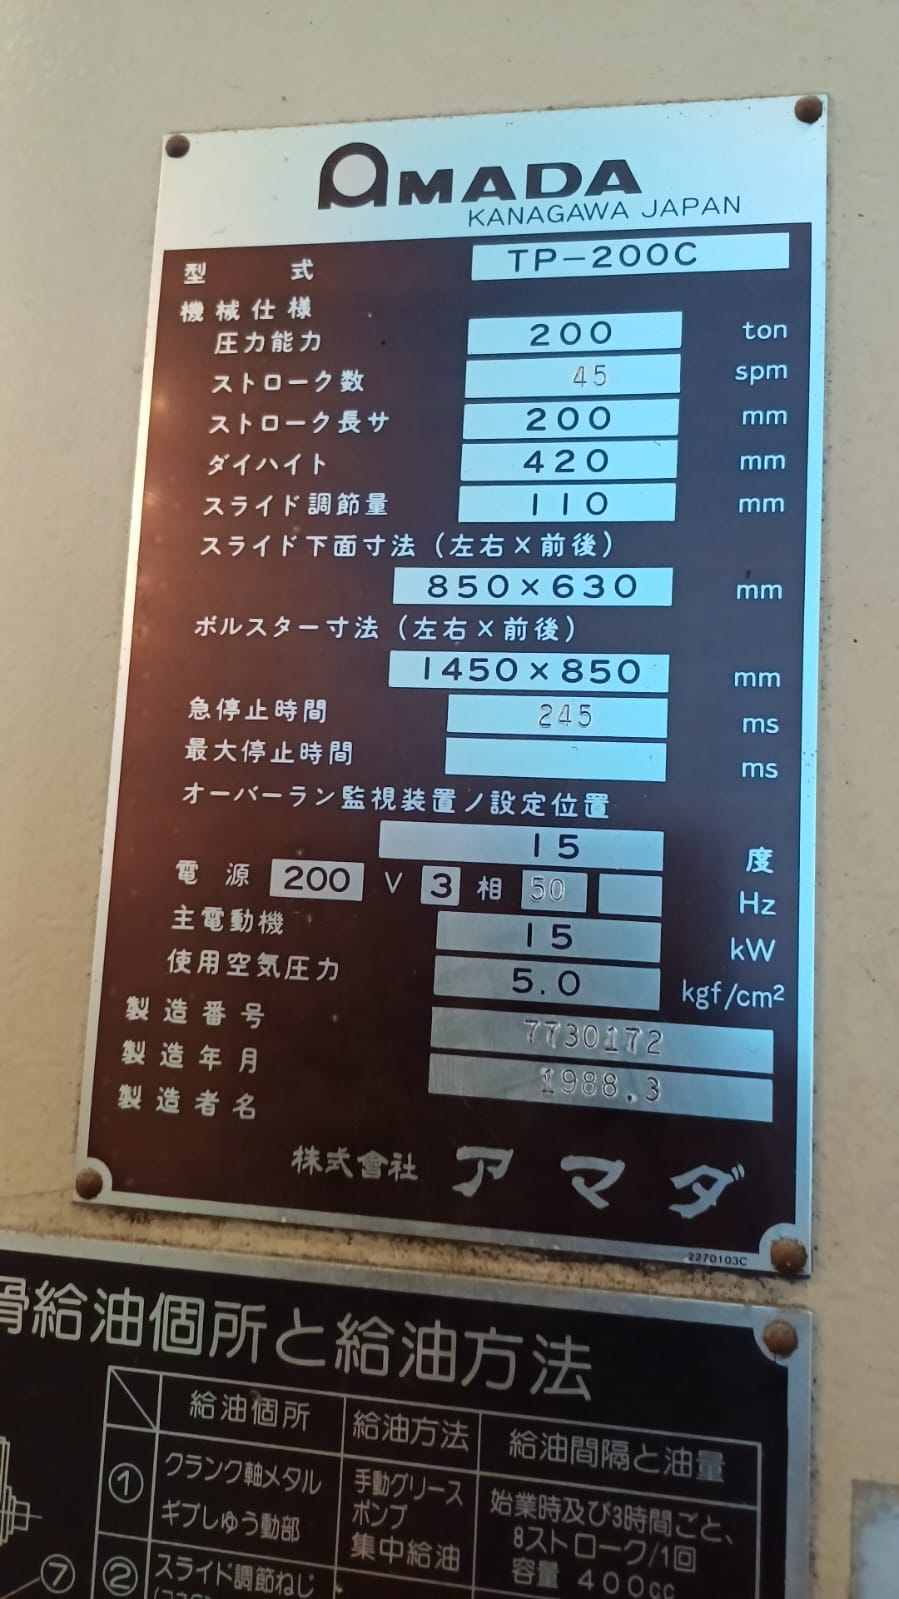 AMADA
KANAGAWA JAPAN
型 式 TP-200C
機械仕様
圧力能力 200 ton
ストローク数 45 spm
ストローク長サ 200 mm
ダイハイト 420 mm
スライド調節量 110 mm
スライド下面寸法(左右×前後)
850×630 mm
ボルスター寸法(左右×前後)
1450×850 mm
急停止時間 245 ms
最大停止時間 ms
オーバーラン監視装置ノ設定位置
15 度
電源 200 V 3 相 50 Hz
主電動機 15 kW
使用空気圧力 5.0 kgf/cm²
製造番号 7730172
製造年月 1988.3
製造者名
株式會社 アマダ
2270103C
滑給油個所と給油方法
給油個所 給油方法 給油間隔と油量
① クランク軸メタル 手動グリース 始業時及び3時間ごと、
ギブしゅう動部 ポンプ 8ストローク/1回
集中給油 容量 400cc
⑦ ② スライド調節ねじ